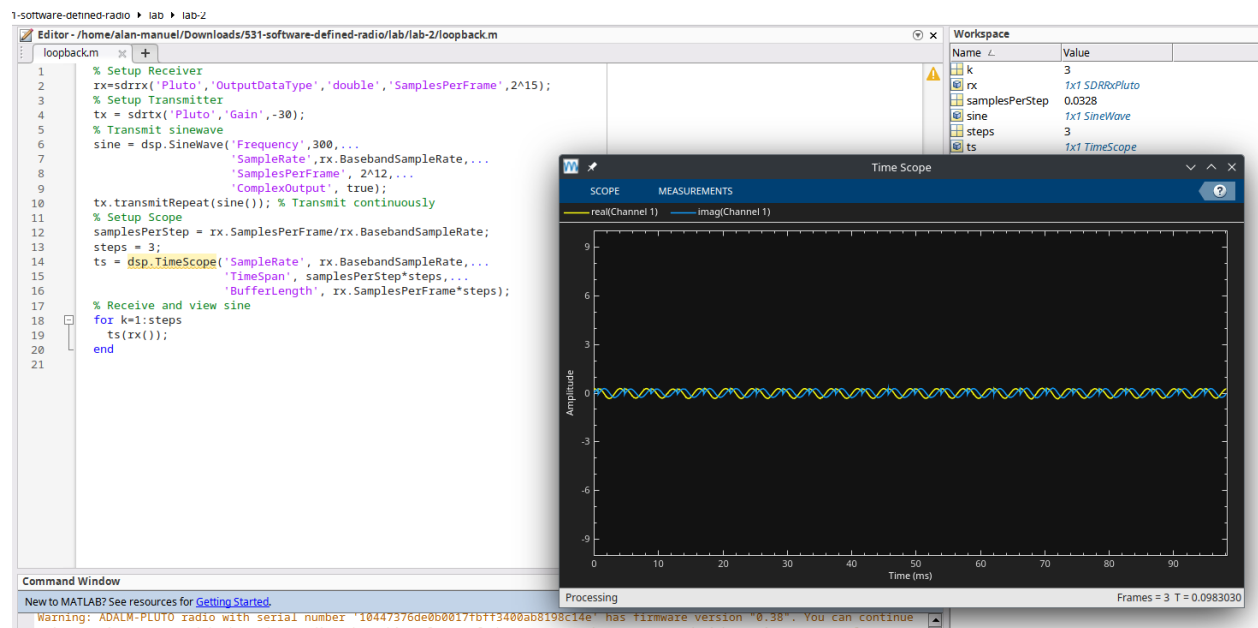 1-software-defined-radio ▸ lab ▸ lab-2
Editor - /home/alan-manuel/Downloads/531-software-defined-radio/lab/lab-2/loopback.m
loopback.m × +
1 % Setup Receiver
2 rx=sdrrx('Pluto','OutputDataType','double','SamplesPerFrame',2^15);
3 % Setup Transmitter
4 tx = sdrtx('Pluto','Gain',-30);
5 % Transmit sinewave
6 sine = dsp.SineWave('Frequency',300,...
7 'SampleRate',rx.BasebandSampleRate,...
8 'SamplesPerFrame', 2^12,...
9 'ComplexOutput', true);
10 tx.transmitRepeat(sine()); % Transmit continuously
11 % Setup Scope
12 samplesPerStep = rx.SamplesPerFrame/rx.BasebandSampleRate;
13 steps = 3;
14 ts = dsp.TimeScope('SampleRate', rx.BasebandSampleRate,...
15 'TimeSpan', samplesPerStep*steps,...
16 'BufferLength', rx.SamplesPerFrame*steps);
17 % Receive and view sine
18 for k=1:steps
19 ts(rx());
20 end
21
Workspace
Name Value
k 3
rx 1x1 SDRRxPluto
samplesPerStep 0.0328
sine 1x1 SineWave
steps 3
ts 1x1 TimeScope
Time Scope
SCOPE MEASUREMENTS ?
real(Channel 1) imag(Channel 1)
9
6
3
0
-3
-6
-9
Amplitude
0 10 20 30 40 50 60 70 80 90
Time (ms)
Processing Frames = 3 T = 0.0983030
Command Window
New to MATLAB? See resources for Getting Started.
Warning: ADALM-PLUTO radio with serial number '10447376de0b0017fbff3400ab8198c14e' has firmware version "0.38". You can continue